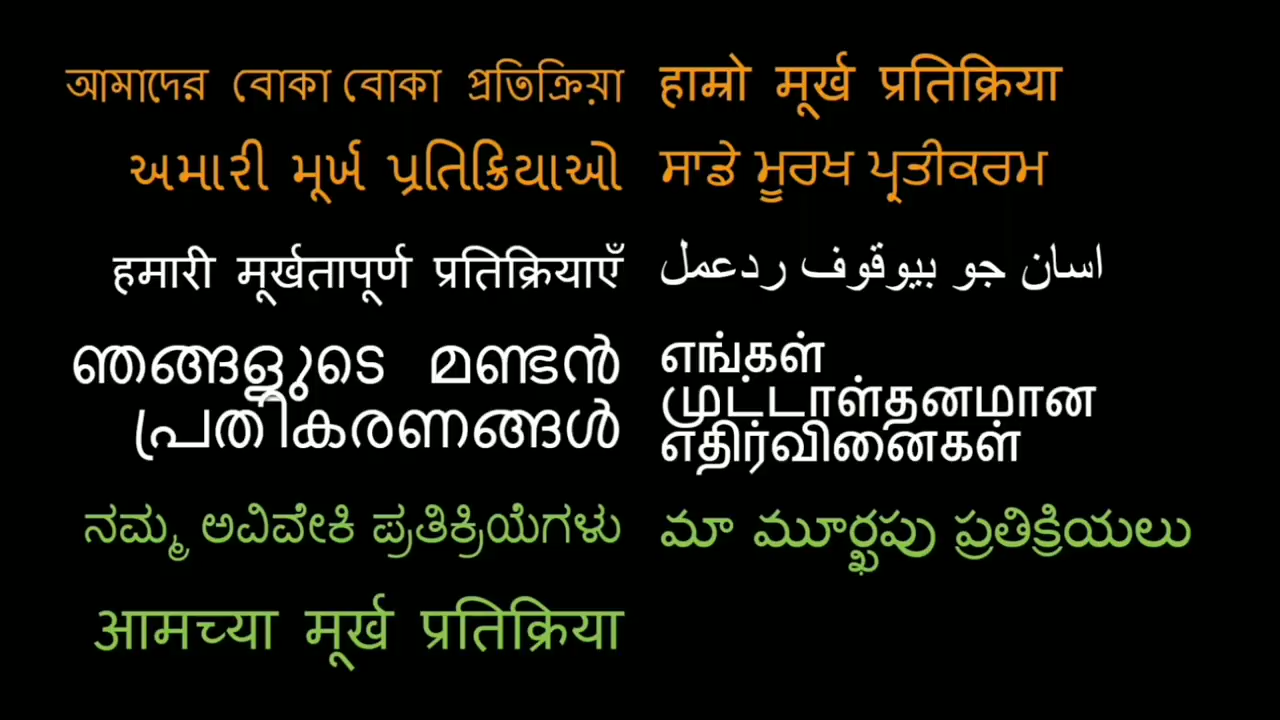 আমাদের বোকা বোকা প্রতিক্রিয়া
हाम्रो मूर्ख प्रतिक्रिया
અમારી મૂર્ખ પ્રતિક્રિયાઓ
ਸਾਡੇ ਮੂਰਖ ਪ੍ਰਤੀਕਰਮ
हमारी मूर्खतापूर्ण प्रतिक्रियाएँ
اسان جو بيوقوف ردعمل
ഞങ്ങളുടെ മണ്ടൻ
പ്രതികരണങ്ങൾ
எங்கள்
முட்டாள்தனமான
எதிர்வினைகள்
ನಮ್ಮ ಅವಿವೇಕಿ ಪ್ರತಿಕ್ರಿಯೆಗಳು
మా మూర్ఖపు ప్రతిక్రియలు
आमच्या मूर्ख प्रतिक्रिया